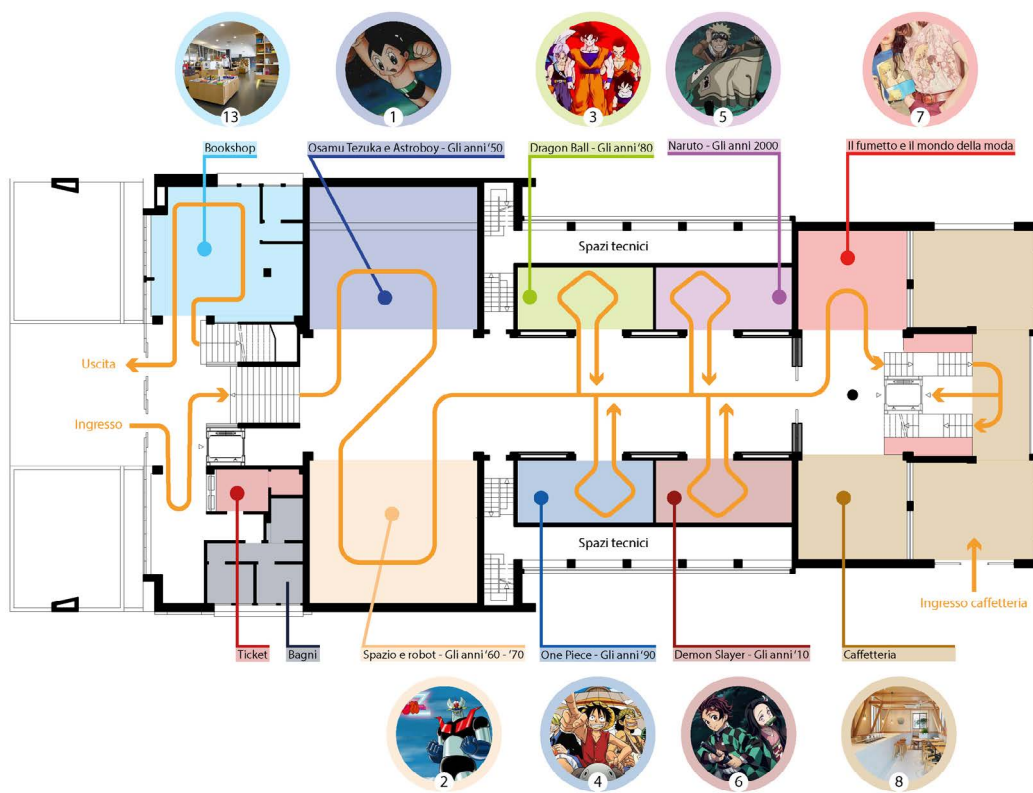 13
1
3
5
7
Bookshop
Osamu Tezuka e Astroboy - Gli anni '50
Dragon Ball - Gli anni '80
Naruto - Gli anni 2000
Il fumetto e il mondo della moda
Spazi tecnici
Uscita
Ingresso
Spazi tecnici
Ingresso caffetteria
Ticket
Bagni
Spazio e robot - Gli anni '60 - '70
One Piece - Gli anni '90
Demon Slayer - Gli anni '10
Caffetteria
2
4
6
8